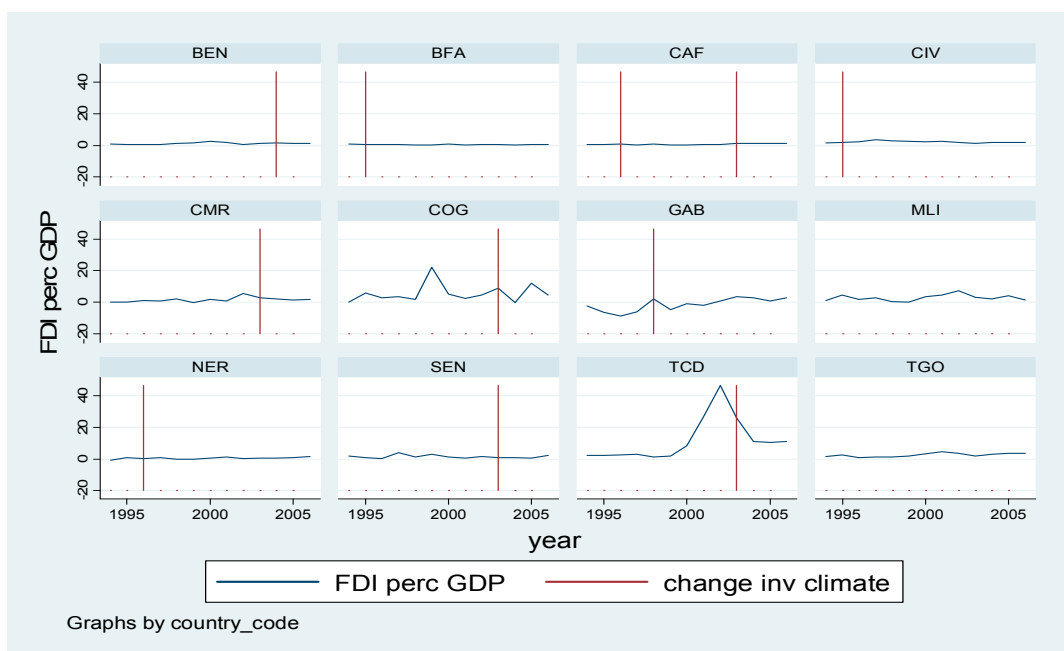 BEN BFA CAF CIV
-20 0 20 40
CMR COG GAB MLI
-20 0 20 40
NER SEN TCD TGO
-20 0 20 40
FDI perc GDP
1995 2000 2005 1995 2000 2005 1995 2000 2005 1995 2000 2005
year
FDI perc GDP change inv climate
Graphs by country_code